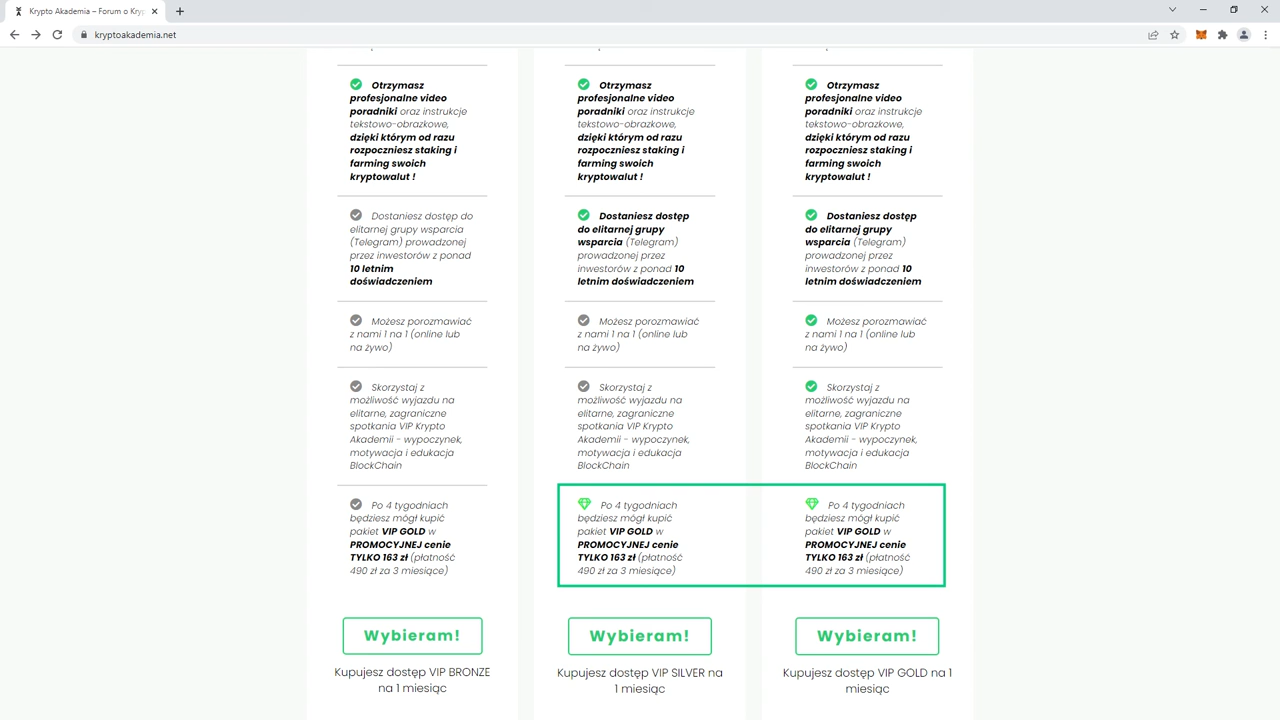 Krypto Akademia – Forum o Kryp
kryptoakademia.net
Otrzymasz
profesjonalne video
poradniki oraz instrukcje
tekstowo-obrazkowe,
dzięki którym od razu
rozpoczniesz staking i
farming swoich
kryptowalut !
Dostaniesz dostęp do
elitarnej grupy wsparcia
(Telegram) prowadzonej
przez inwestorów z ponad
10 letnim
doświadczeniem
Możesz porozmawiać
z nami 1 na 1 (online lub
na żywo)
Skorzystaj z
możliwość wyjazdu na
elitarne, zagraniczne
spotkania VIP Krypto
Akademii - wypoczynek,
motywacja i edukacja
BlockChain
Po 4 tygodniach
będziesz mógł kupić
pakiet VIP GOLD w
PROMOCYJNEJ cenie
TYLKO 163 zł (płatność
490 zł za 3 miesiące)
Wybieram!
Kupujesz dostęp VIP BRONZE
na 1 miesiąc
Otrzymasz
profesjonalne video
poradniki oraz instrukcje
tekstowo-obrazkowe,
dzięki którym od razu
rozpoczniesz staking i
farming swoich
kryptowalut !
Dostaniesz dostęp
do elitarnej grupy
wsparcia (Telegram)
prowadzonej przez
inwestorów z ponad 10
letnim doświadczeniem
Możesz porozmawiać
z nami 1 na 1 (online lub
na żywo)
Skorzystaj z
możliwość wyjazdu na
elitarne, zagraniczne
spotkania VIP Krypto
Akademii - wypoczynek,
motywacja i edukacja
BlockChain
Po 4 tygodniach
będziesz mógł kupić
pakiet VIP GOLD w
PROMOCYJNEJ cenie
TYLKO 163 zł (płatność
490 zł za 3 miesiące)
Wybieram!
Kupujesz dostęp VIP SILVER na
1 miesiąc
Otrzymasz
profesjonalne video
poradniki oraz instrukcje
tekstowo-obrazkowe,
dzięki którym od razu
rozpoczniesz staking i
farming swoich
kryptowalut !
Dostaniesz dostęp
do elitarnej grupy
wsparcia (Telegram)
prowadzonej przez
inwestorów z ponad 10
letnim doświadczeniem
Możesz porozmawiać
z nami 1 na 1 (online lub
na żywo)
Skorzystaj z
możliwość wyjazdu na
elitarne, zagraniczne
spotkania VIP Krypto
Akademii - wypoczynek,
motywacja i edukacja
BlockChain
Po 4 tygodniach
będziesz mógł kupić
pakiet VIP GOLD w
PROMOCYJNEJ cenie
TYLKO 163 zł (płatność
490 zł za 3 miesiące)
Wybieram!
Kupujesz dostęp VIP GOLD na 1
miesiąc